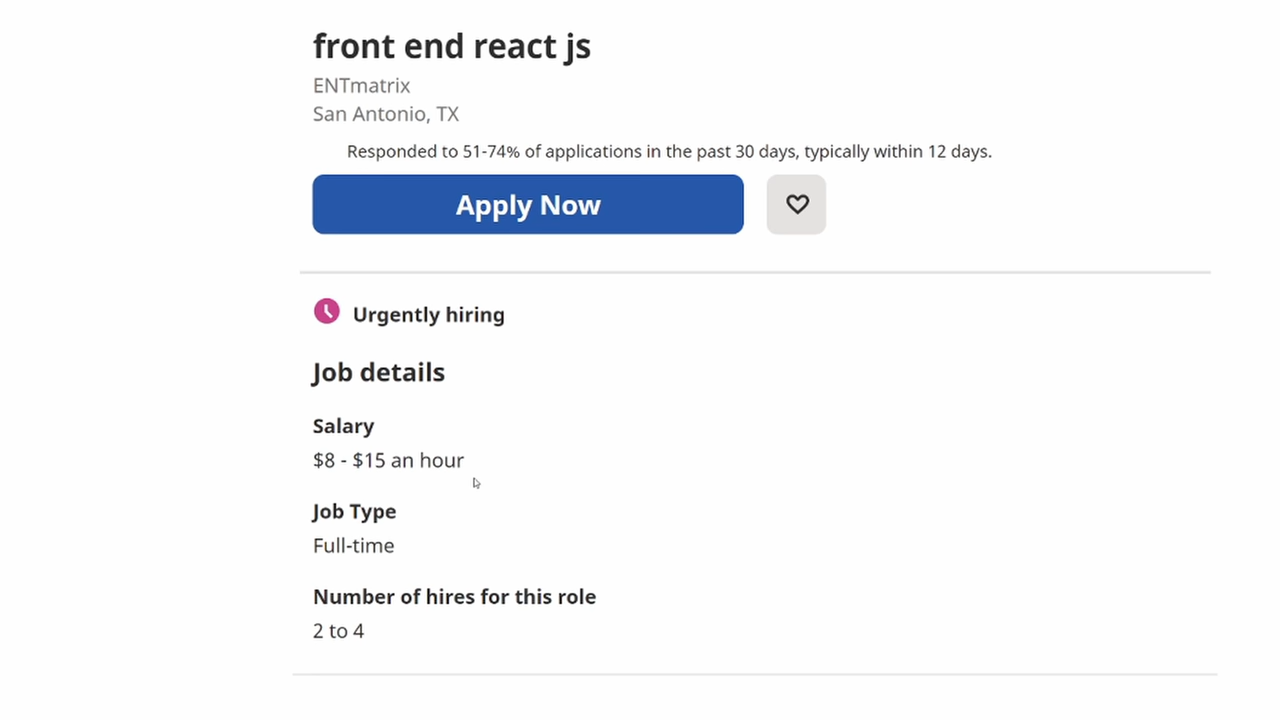 front end react js
ENTmatrix
San Antonio, TX
Responded to 51-74% of applications in the past 30 days, typically within 12 days.
Apply Now
Urgently hiring
Job details
Salary
$8 - $15 an hour
Job Type
Full-time
Number of hires for this role
2 to 4